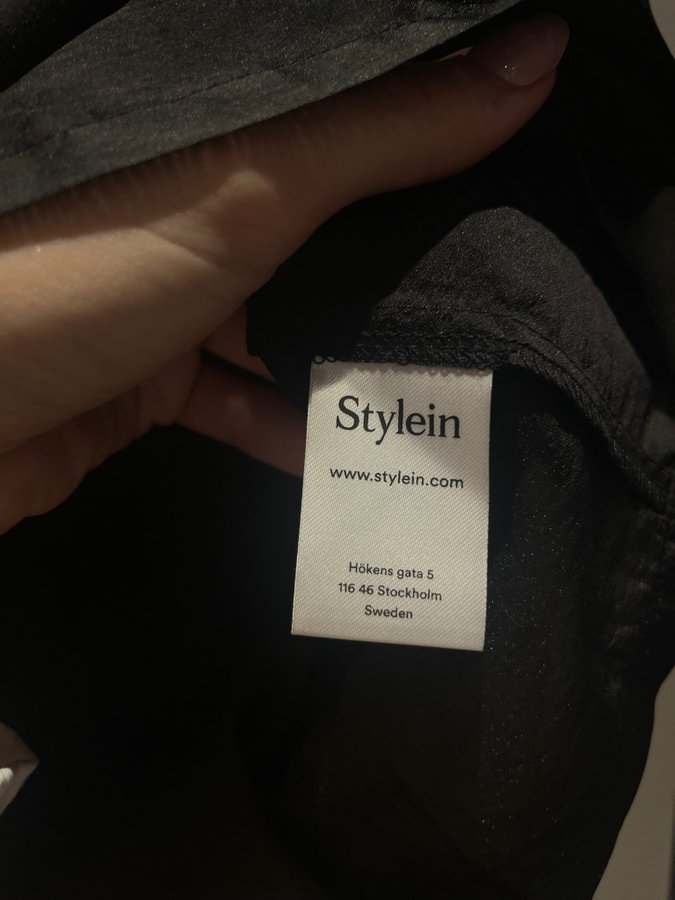 Stylein
www.stylein.com
Hökens gata 5
116 46 Stockholm
Sweden